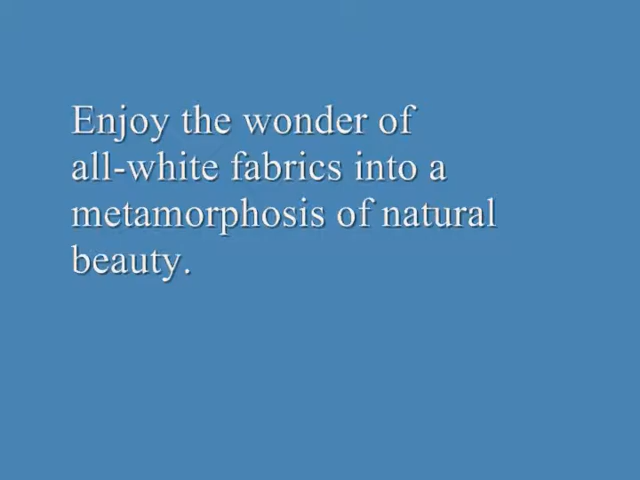 Enjoy the wonder of
all-white fabrics into a
metamorphosis of natural
beauty.